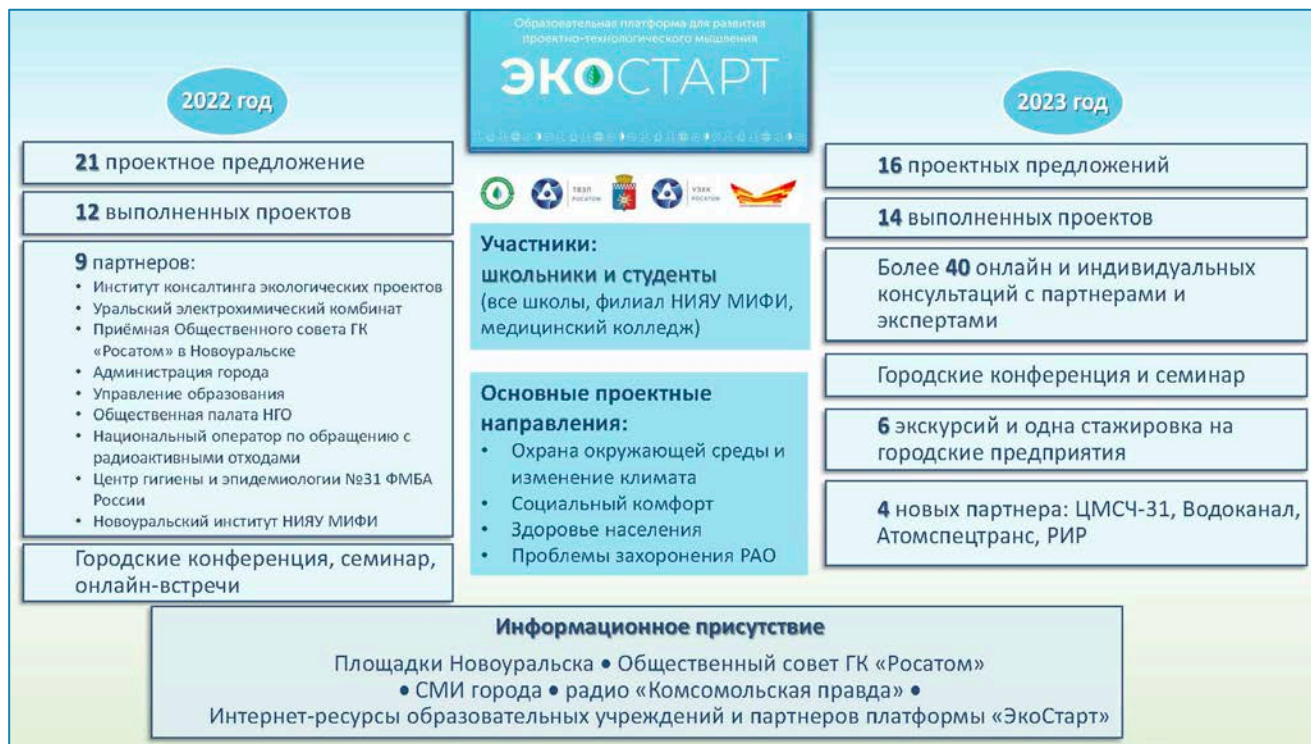 Образовательная платформа для развития
проектно-технологического мышления
ЭКОСТАРТ
2022 год
21 проектное предложение
12 выполненных проектов
9 партнеров:
• Институт консалтинга экологических проектов
• Уральский электрохимический комбинат
• Приёмная Общественного совета ГК
«Росатом» в Новоуральске
• Администрация города
• Управление образования
• Общественная палата НГО
• Национальный оператор по обращению с
радиоактивными отходами
• Центр гигиены и эпидемиологии №31 ФМБА
России
• Новоуральский институт НИЯУ МИФИ
Городские конференция, семинар,
онлайн-встречи
ТВЭЛ
РОСАТОМ
УЭХК
РОСАТОМ
Участники:
школьники и студенты
(все школы, филиал НИЯУ МИФИ,
медицинский колледж)
Основные проектные
направления:
• Охрана окружающей среды и
изменение климата
• Социальный комфорт
• Здоровье населения
• Проблемы захоронения РАО
2023 год
16 проектных предложений
14 выполненных проектов
Более 40 онлайн и индивидуальных
консультаций с партнерами и
экспертами
Городские конференция и семинар
6 экскурсий и одна стажировка на
городские предприятия
4 новых партнера: ЦМСЧ-31, Водоканал,
Атомспецтранс, РИР
Информационное присутствие
Площадки Новоуральска • Общественный совет ГК «Росатом»
• СМИ города • радио «Комсомольская правда» •
Интернет-ресурсы образовательных учреждений и партнеров платформы «ЭкоСтарт»